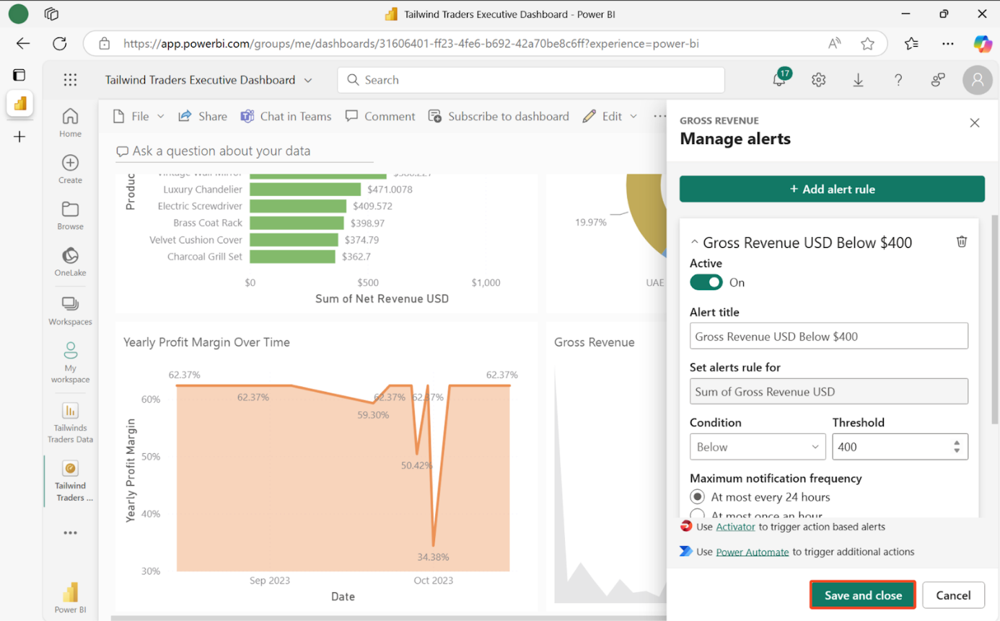 Tailwind Traders Executive Dashboard - Power BI
https://app.powerbi.com/groups/me/dashboards/31606401-ff23-4fe6-b692-42a70be8c6ff?experience=power-bi
Tailwind Traders Executive Dashboard
Search
17
File
Share
Chat in Teams
Comment
Subscribe to dashboard
Edit
Home
Create
Browse
OneLake
Workspaces
My
workspace
Tailwinds
Traders Data
Tailwind
Traders ...
Power BI
Ask a question about your data
Produc
Luxury Chandelier $471.0078
Electric Screwdriver $409.572
Brass Coat Rack $398.97
Velvet Cushion Cover $374.79
Charcoal Grill Set $362.7
$0 $500 $1,000
Sum of Net Revenue USD
19.97%
UAE
Yearly Profit Margin Over Time
Yearly Profit Margin
62.37% 62.37%
60% 62.37% 62.37% 62.37%
59.30%
50%
50.42%
40%
34.38%
30%
Sep 2023 Oct 2023
Date
Gross Revenue
GROSS REVENUE
Manage alerts
+ Add alert rule
Gross Revenue USD Below $400
Active
On
Alert title
Gross Revenue USD Below $400
Set alerts rule for
Sum of Gross Revenue USD
Condition Threshold
Below 400
Maximum notification frequency
At most every 24 hours
At most once an hour
Use Activator to trigger action based alerts
Use Power Automate to trigger additional actions
Save and close Cancel